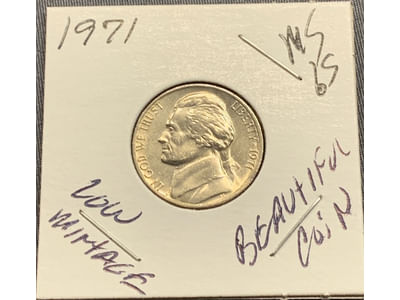 1971
MS
65
IN GOD WE TRUST
LIBERTY 1971
LOW
MINTAGE
BEAUTIFUL
COIN